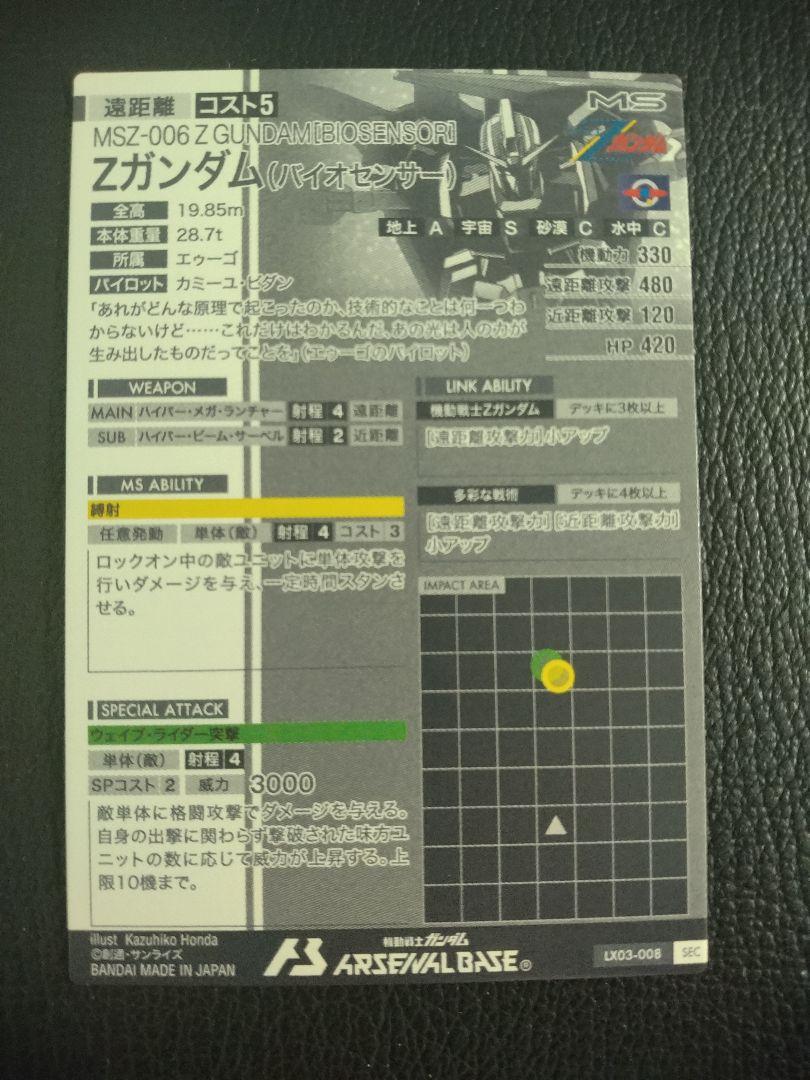 遠距離 コスト5
MS
MSZ-006 Z GUNDAM[BIOSENSOR]
Zガンダム(バイオセンサー)
Zガンダム
全高 19.85m
本体重量 28.7t
所属 エゥーゴ
パイロット カミーユ・ビダン
地上 A 宇宙 S 砂漠 C 水中 C
機動力 330
遠距離攻撃 480
近距離攻撃 120
HP 420
「あれがどんな原理で起こったのか、技術的なことは何一つわ
からないけど……これだけはわかるんだ。あの光は人の力が
生み出したものだってことを」(エゥーゴのパイロット)
WEAPON
MAIN ハイパー・メガ・ランチャー 射程 4 遠距離
SUB ハイパー・ビーム・サーベル 射程 2 近距離
MS ABILITY
縛射
任意発動 単体(敵) 射程 4 コスト 3
ロックオン中の敵ユニットに単体攻撃を
行いダメージを与え、一定時間スタンさ
せる。
SPECIAL ATTACK
ウェイブ・ライダー突撃
単体(敵) 射程 4
SPコスト 2 威力 3000
敵単体に格闘攻撃でダメージを与える。
自身の出撃に関わらず撃破された味方ユ
ニットの数に応じて威力が上昇する。上
限10機まで。
LINK ABILITY
機動戦士Zガンダム デッキに3枚以上
[遠距離攻撃力]小アップ
多彩な戦術 デッキに4枚以上
[遠距離攻撃力][近距離攻撃力]
小アップ
IMPACT AREA
illust Kazuhiko Honda
©創通・サンライズ
BANDAI MADE IN JAPAN
機動戦士ガンダム
ARSENAL BASE®
LX03-008 SEC